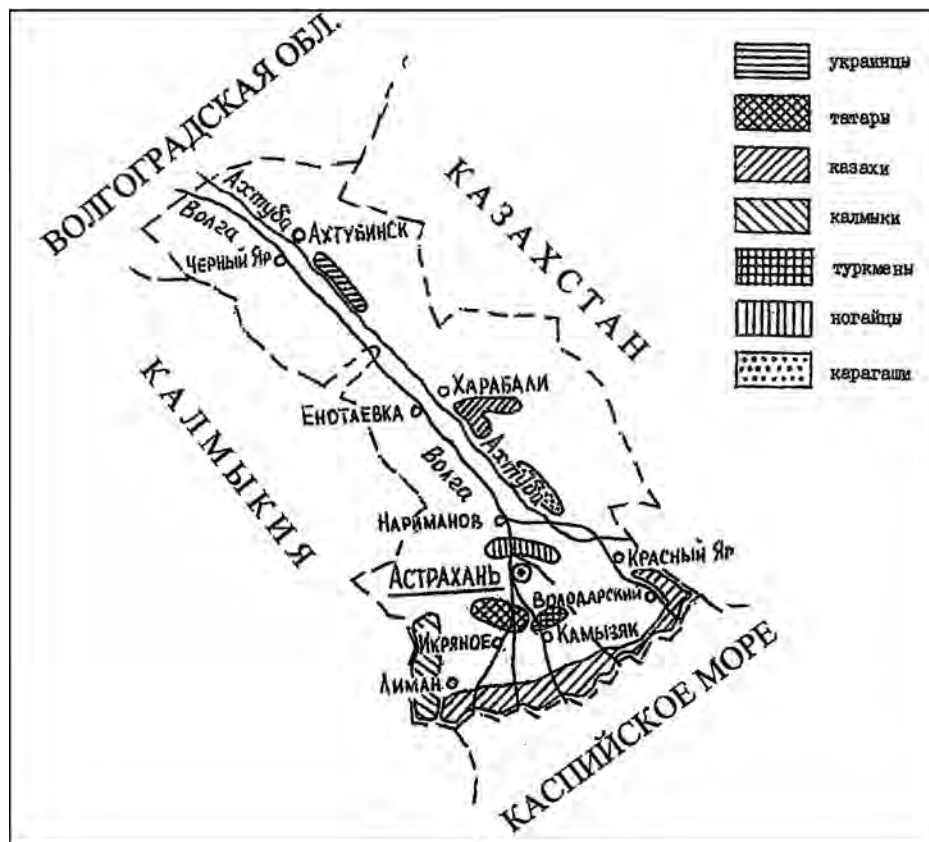 ВОЛГОГРАДСКАЯ ОБЛ.
украинцы
татары
казахи
калмыки
туркмены
ногайцы
карагаши
КАЗАХСТАН
Ахтуба
Волга
АХТУБИНСК
ЧЕРНЫЙ ЯР
КАЛМЫКИЯ
ХАРАБАЛИ
ЕНОТАЕВКА
Ахтуба
Волга
НАРИМАНОВ
КРАСНЫЙ ЯР
АСТРАХАНЬ
ВОЛОДАРСКИЙ
ИКРЯНОЕ
КАМЫЗЯК
ЛИМАН
КАСПИЙСКОЕ МОРЕ